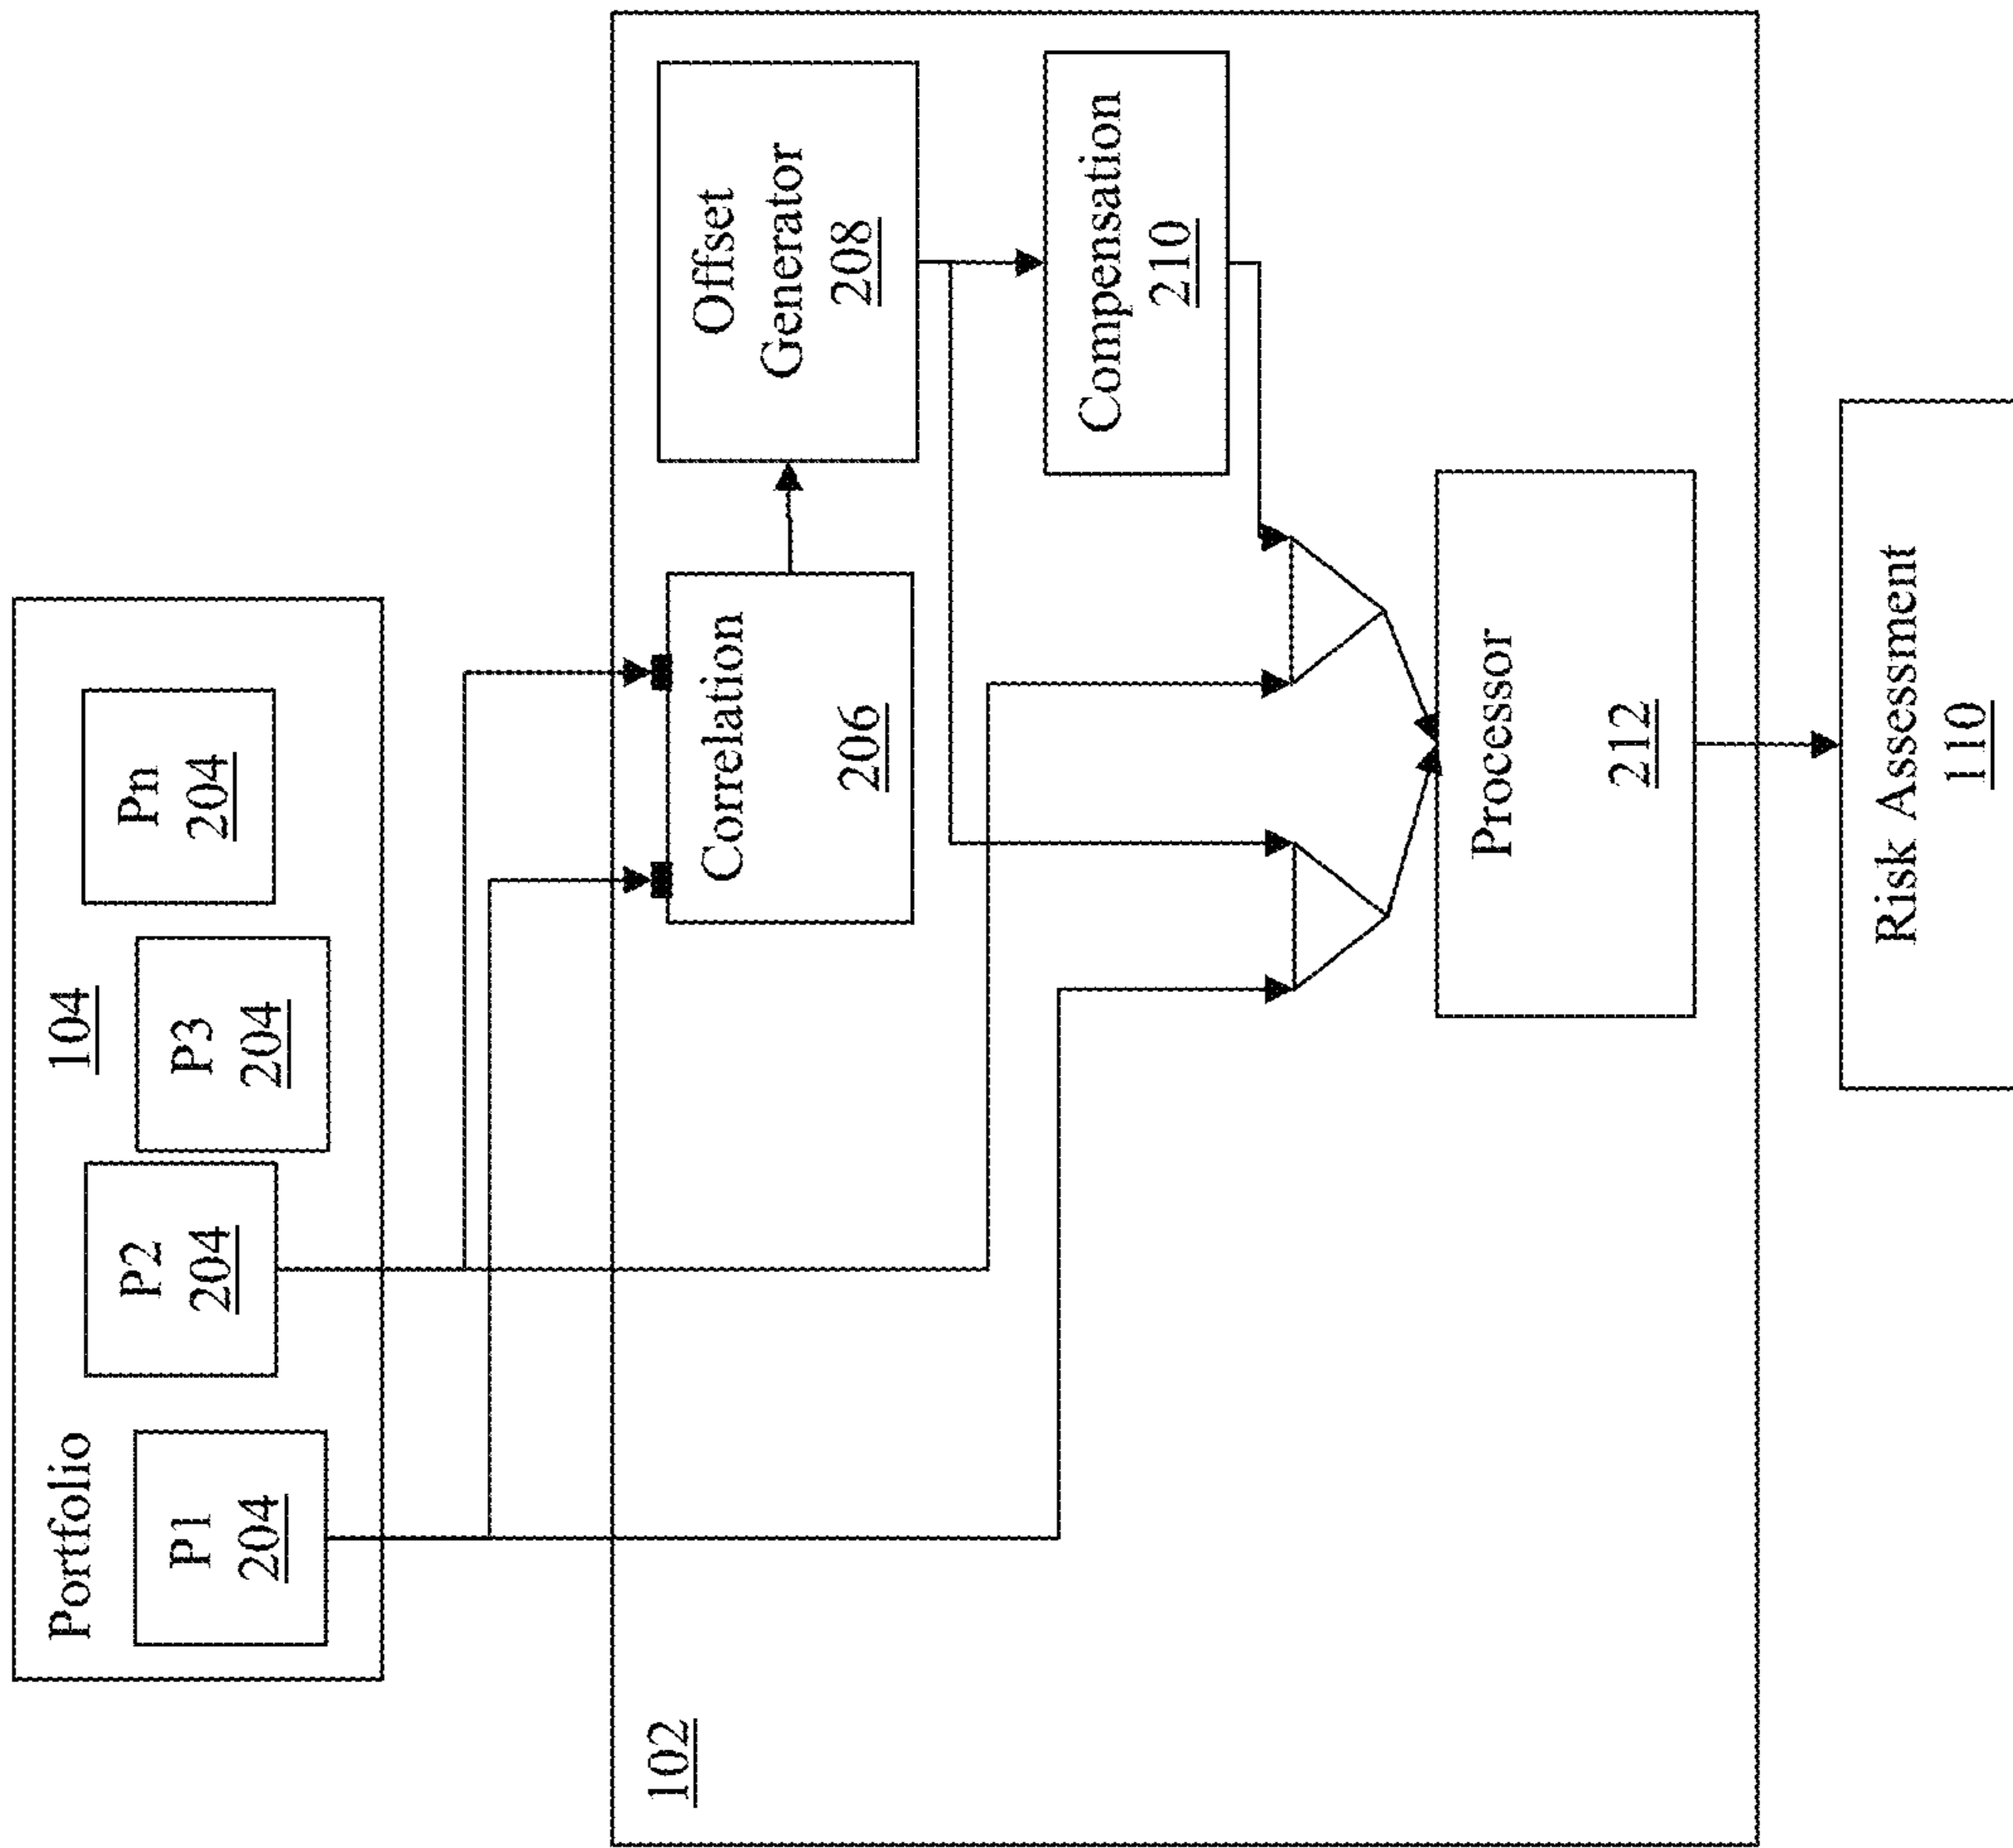 Portfolio
104
P1
204
P2
204
P3
204
Pn
204
102
Correlation
206
Offset
Generator
208
Compensation
210
Processor
212
Risk Assessment
110